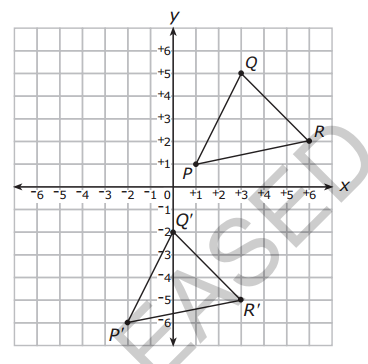 y
+6
+5
Q
+4
+3
+2
R
+1
P
-6 -5 -4 -3 -2 -1 0 +1 +2 +3 +4 +5 +6 x
-1
Q′
-2
-3
-4
-5
R′
-6
P′
EASED